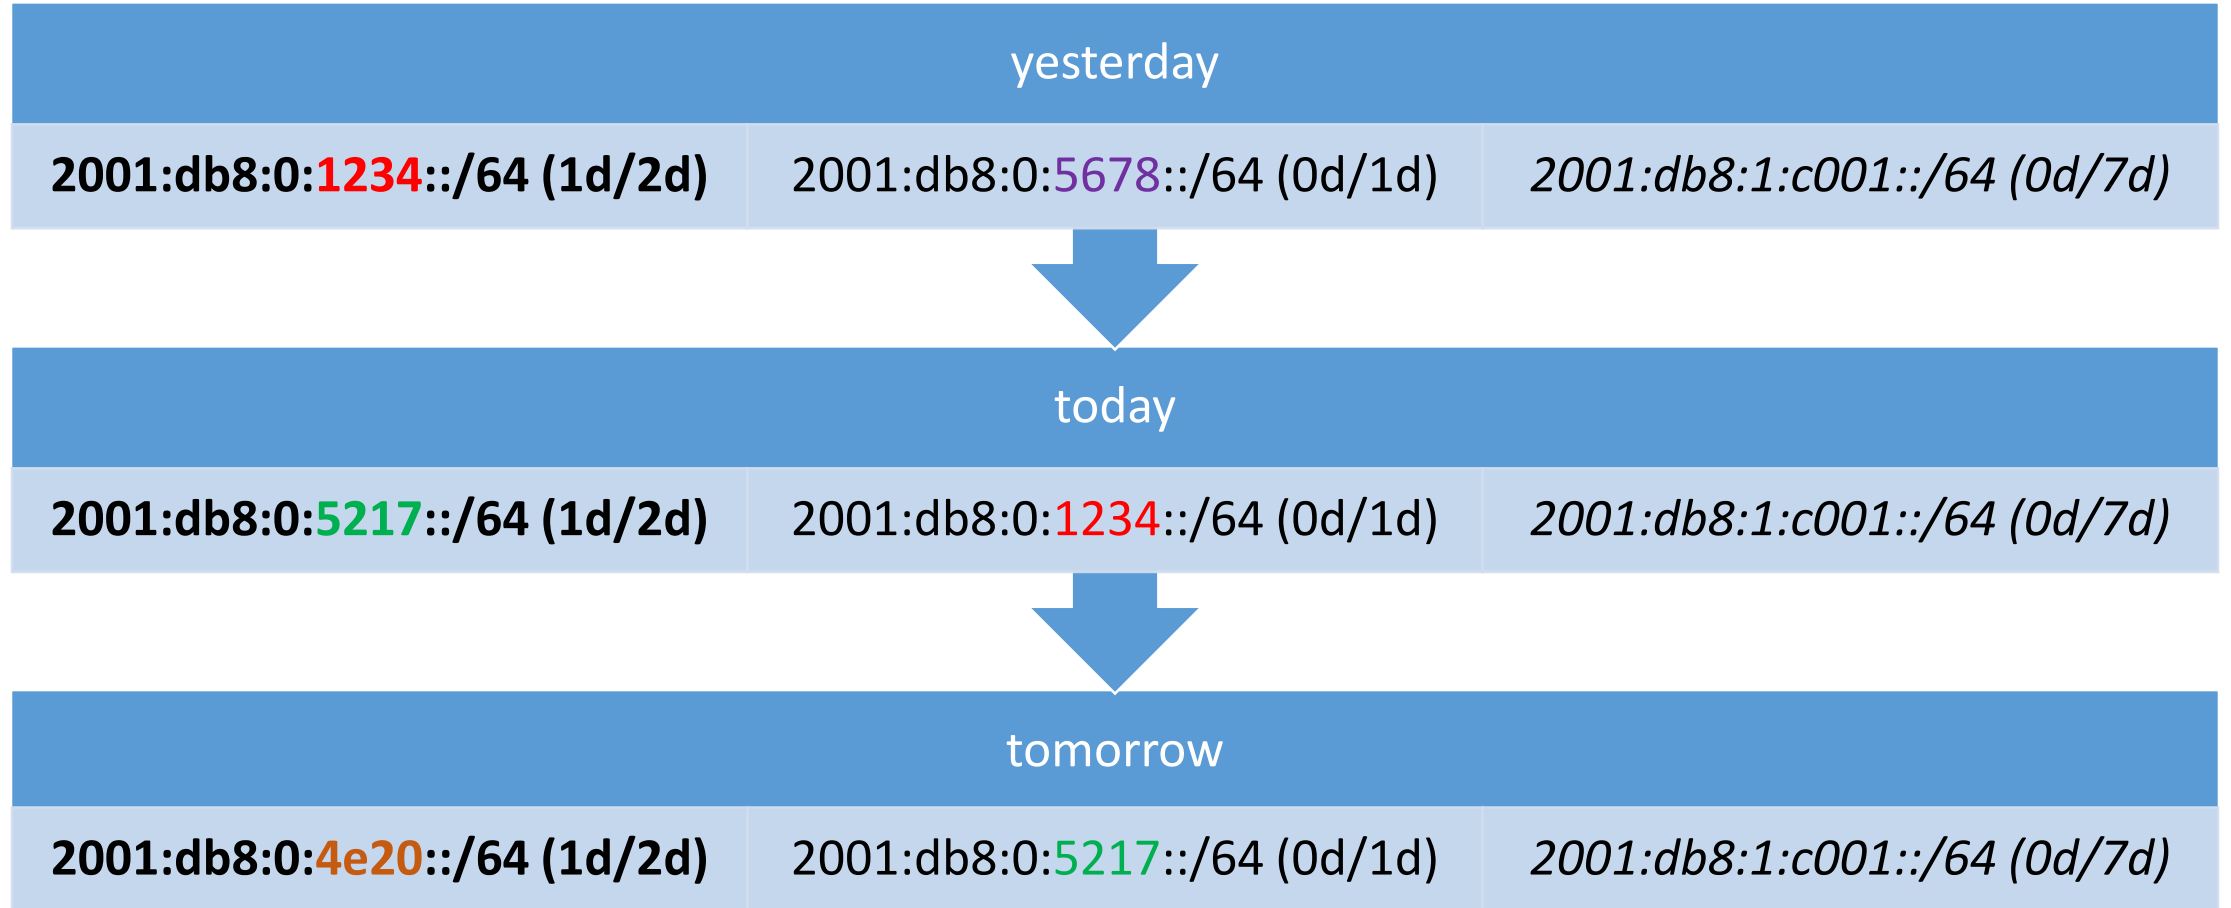 yesterday
2001:db8:0:1234::/64 (1d/2d) 2001:db8:0:5678::/64 (0d/1d) 2001:db8:1:c001::/64 (0d/7d)
today
2001:db8:0:5217::/64 (1d/2d) 2001:db8:0:1234::/64 (0d/1d) 2001:db8:1:c001::/64 (0d/7d)
tomorrow
2001:db8:0:4e20::/64 (1d/2d) 2001:db8:0:5217::/64 (0d/1d) 2001:db8:1:c001::/64 (0d/7d)